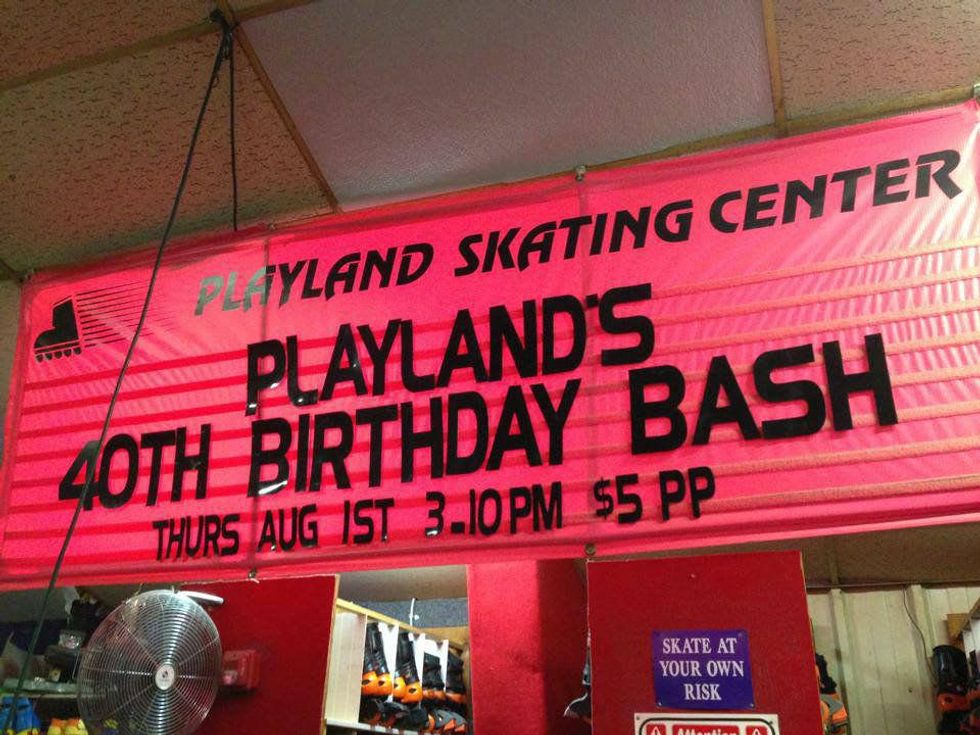 PLAYLAND SKATING CENTER
PLAYLAND'S
40TH BIRTHDAY BASH
THURS AUG 1ST 3-10PM $5 PP
SKATE AT
YOUR OWN
RISK
Attention